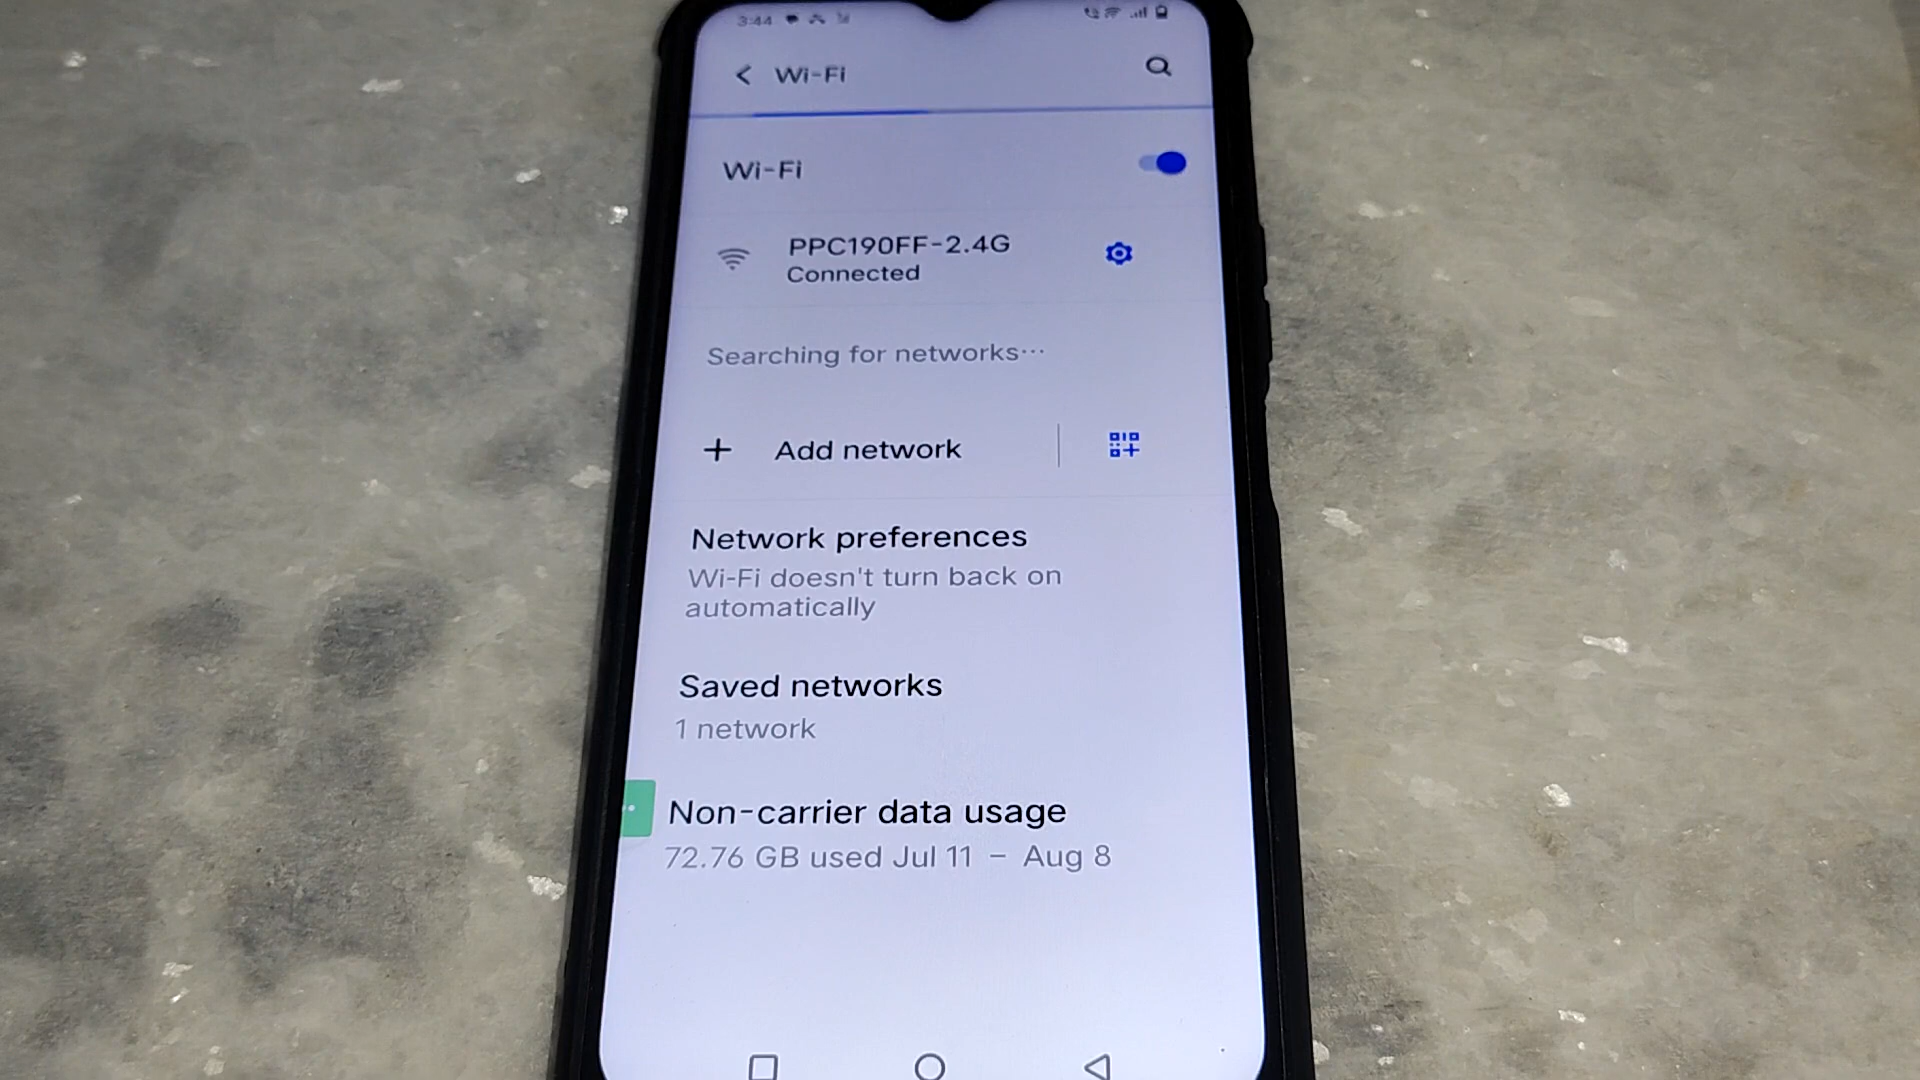 3:44
Wi-Fi
Wi-Fi
PPC190FF-2.4G
Connected
Searching for networks···
Add network
Network preferences
Wi-Fi doesn't turn back on
automatically
Saved networks
1 network
Non-carrier data usage
72.76 GB used Jul 11 – Aug 8